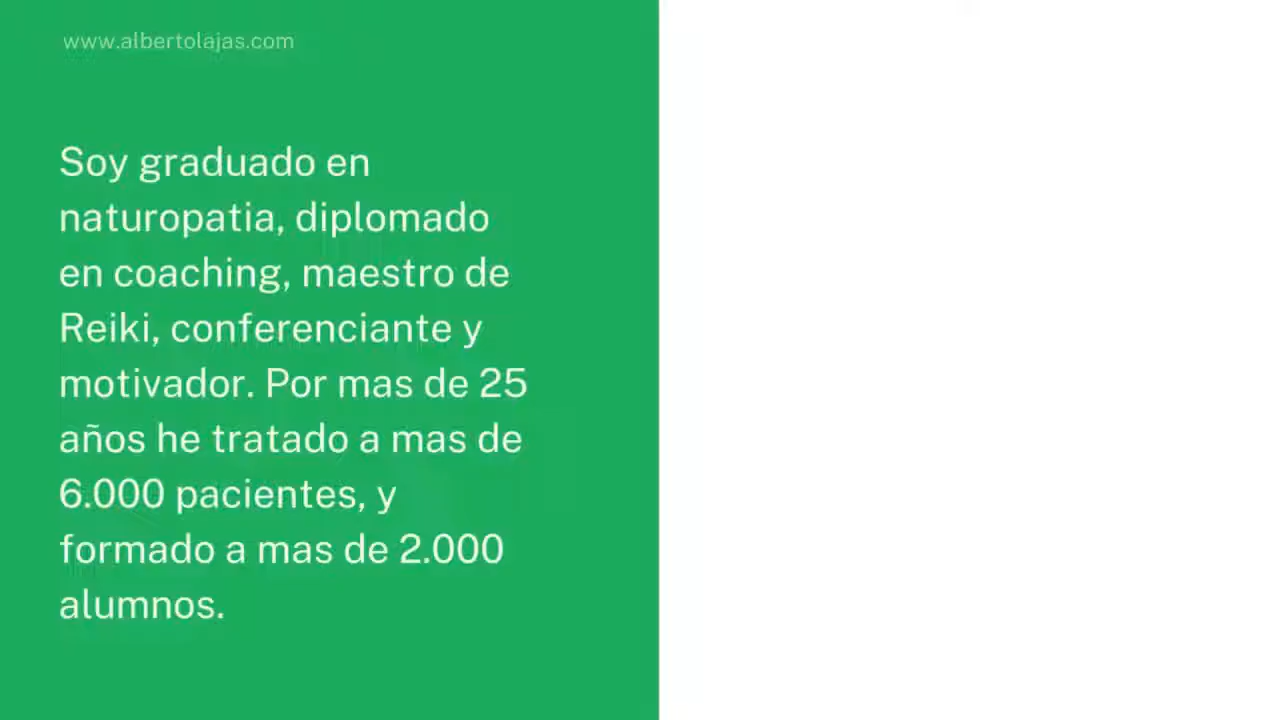 www.albertolajas.com
Soy graduado en
naturopatia, diplomado
en coaching, maestro de
Reiki, conferenciante y
motivador. Por mas de 25
años he tratado a mas de
6.000 pacientes, y
formado a mas de 2.000
alumnos.